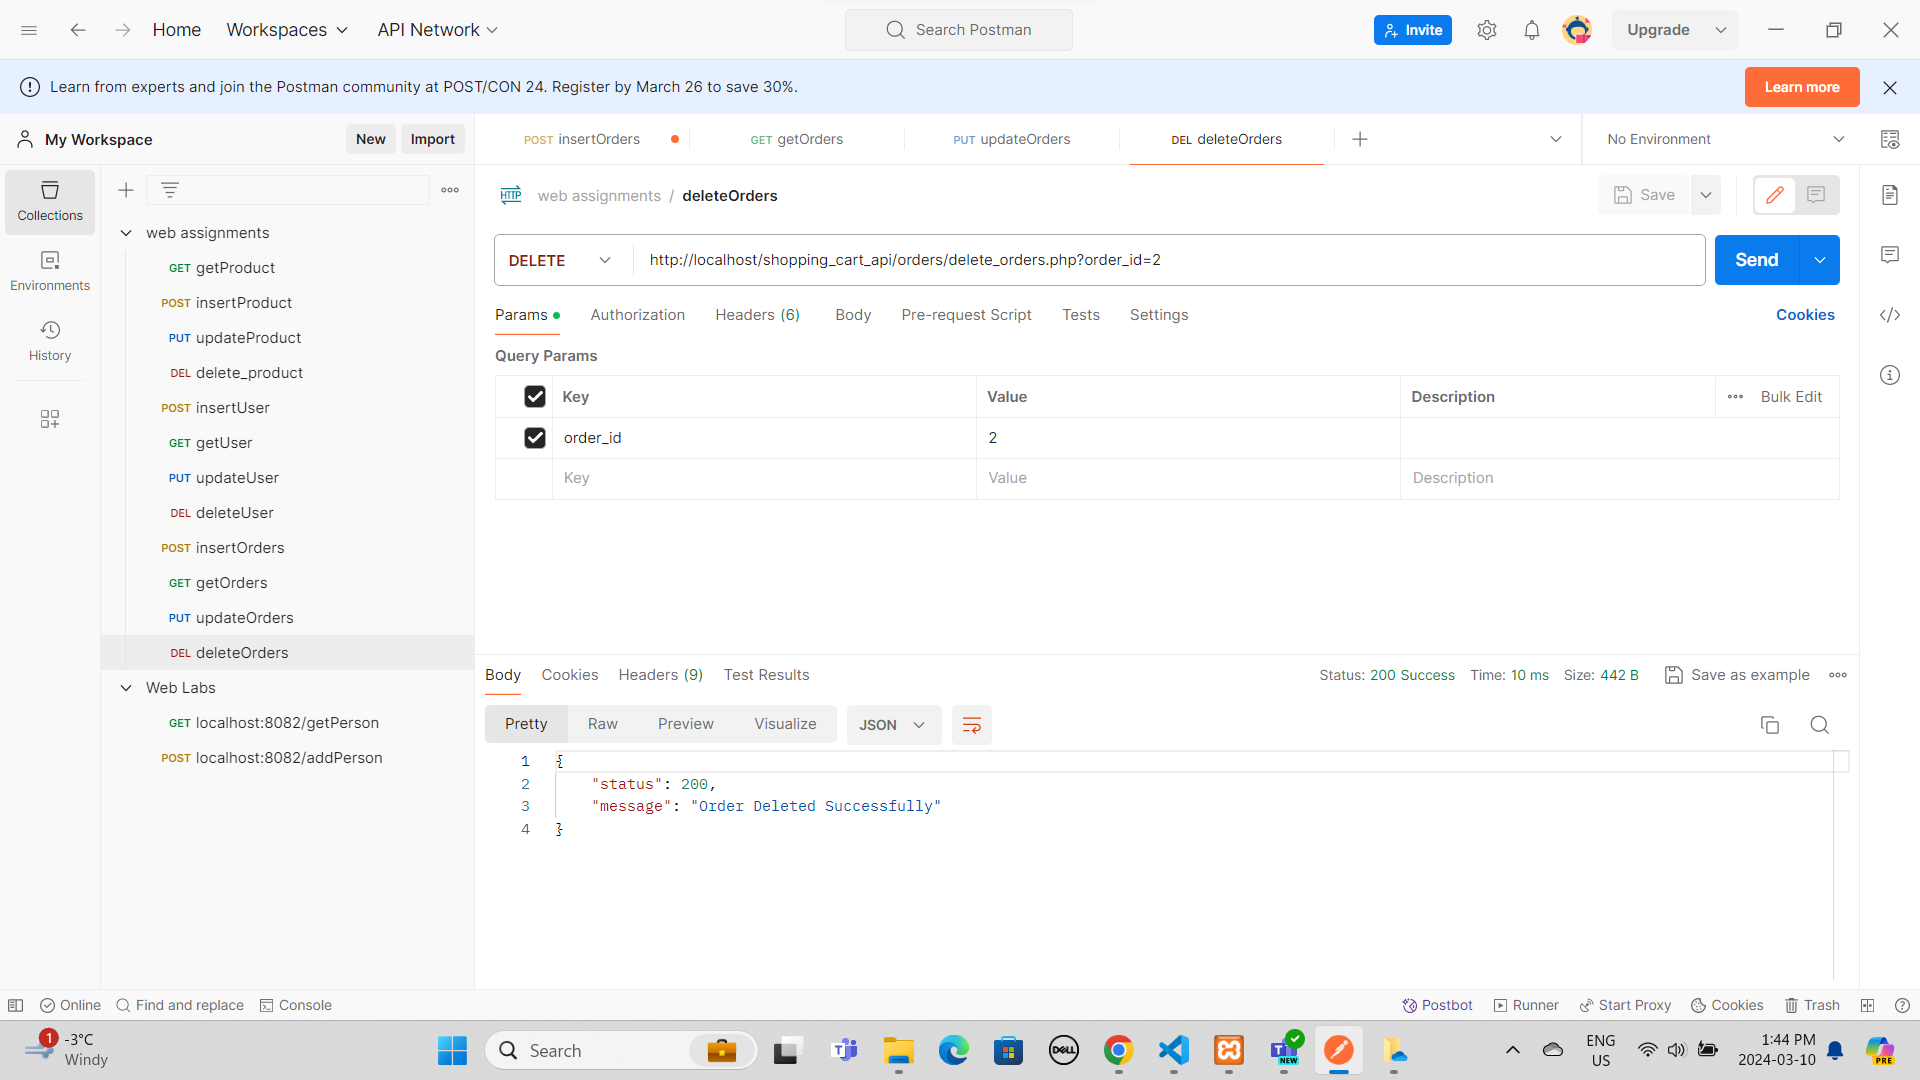 Home Workspaces API Network Search Postman Invite Upgrade
Learn from experts and join the Postman community at POST/CON 24. Register by March 26 to save 30%. Learn more
My Workspace New Import POST insertOrders GET getOrders PUT updateOrders DEL deleteOrders No Environment
Collections
Environments
History
web assignments
GET getProduct
POST insertProduct
PUT updateProduct
DEL delete_product
POST insertUser
GET getUser
PUT updateUser
DEL deleteUser
POST insertOrders
GET getOrders
PUT updateOrders
DEL deleteOrders
Web Labs
GET localhost:8082/getPerson
POST localhost:8082/addPerson
HTTP web assignments / deleteOrders Save
DELETE http://localhost/shopping_cart_api/orders/delete_orders.php?order_id=2 Send
Params Authorization Headers (6) Body Pre-request Script Tests Settings Cookies
Query Params
Key Value Description Bulk Edit
order_id 2
Key Value Description
Body Cookies Headers (9) Test Results Status: 200 Success Time: 10 ms Size: 442 B Save as example
Pretty Raw Preview Visualize JSON
1 {
2 "status": 200,
3 "message": "Order Deleted Successfully"
4 }
Online Find and replace Console Postbot Runner Start Proxy Cookies Trash
1 -3°C
Windy
Search
DELL
NEW
ENG
US
1:44 PM
2024-03-10
PRE